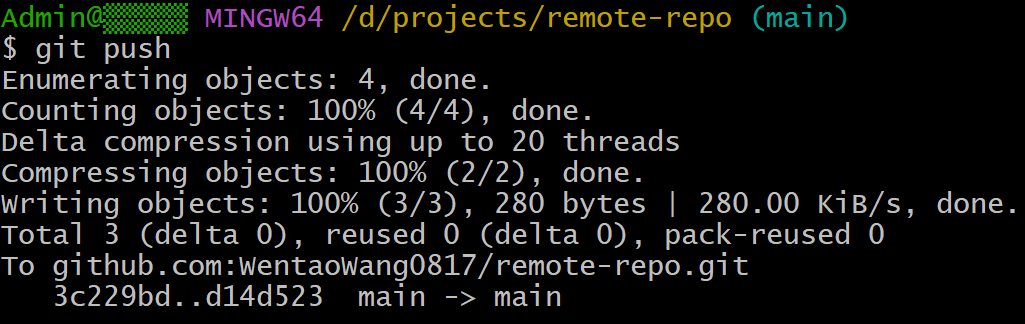 Admin@ MINGW64 /d/projects/remote-repo (main)
$ git push
Enumerating objects: 4, done.
Counting objects: 100% (4/4), done.
Delta compression using up to 20 threads
Compressing objects: 100% (2/2), done.
Writing objects: 100% (3/3), 280 bytes | 280.00 KiB/s, done.
Total 3 (delta 0), reused 0 (delta 0), pack-reused 0
To github.com:WentaoWang0817/remote-repo.git
   3c229bd..d14d523  main -> main